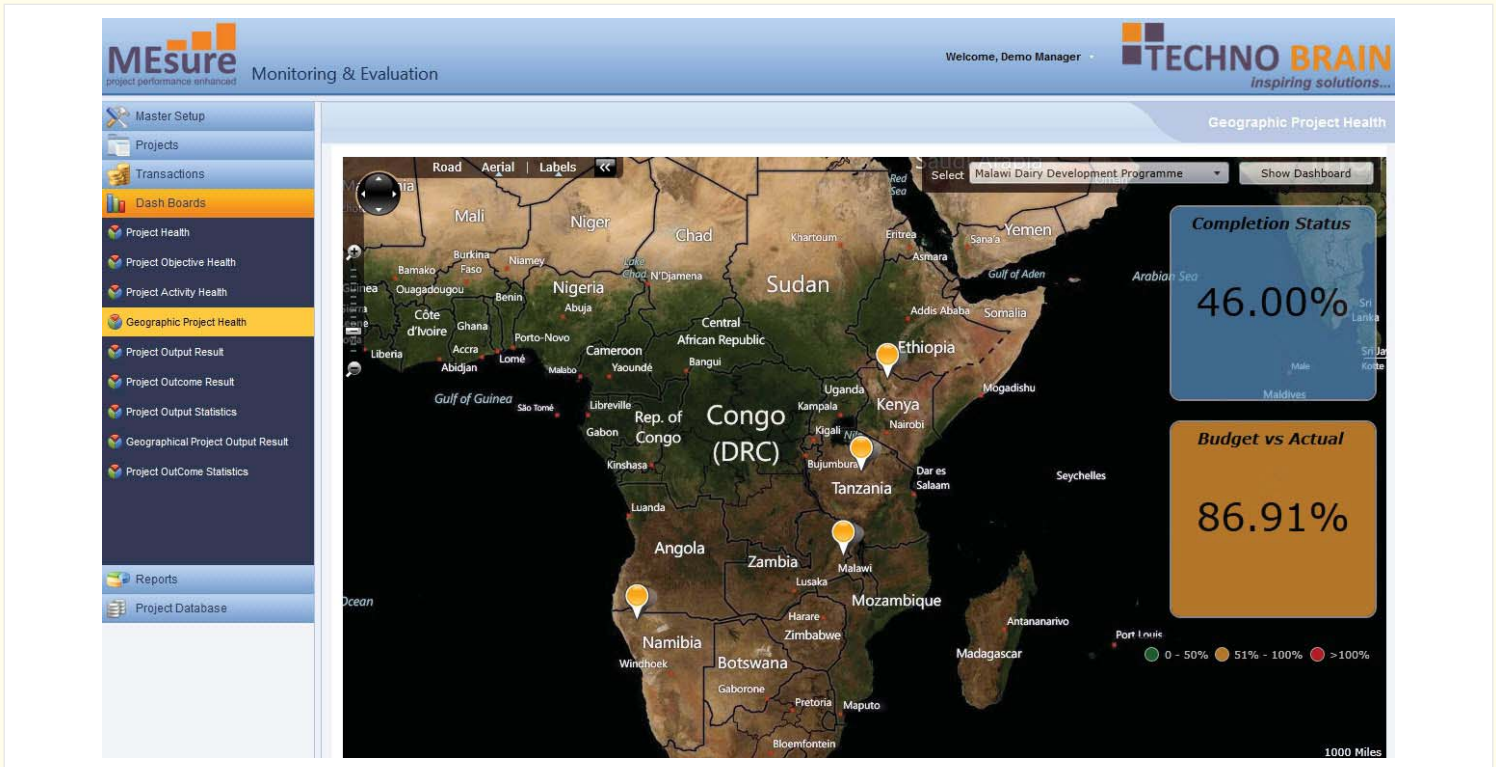 MEsure
project performance enhanced
Monitoring & Evaluation
Welcome, Demo Manager
TECHNO BRAIN
inspiring solutions...
Master Setup
Projects
Transactions
Dash Boards
Project Health
Project Objective Health
Project Activity Health
Geographic Project Health
Project Output Result
Project Outcome Result
Project Output Statistics
Geographical Project Output Result
Project OutCome Statistics
Reports
Project Database
Geographic Project Health
Road Aerial | Labels
Select Malawi Dairy Development Programme
Show Dashboard
Completion Status
46.00%
Budget vs Actual
86.91%
0 - 50% 51% - 100% >100%
Red
Sea
Mali
Niger
Chad
Khartoum
Eritrea
Asmara
Sana'a
Yemen
Gulf of Aden
Arabian Sea
Burkina
Faso
Bamako
Niamey
Lake
Chad
N'Djamena
Sudan
Ouagadougou
Benin
Nigeria
Abuja
Addis Ababa
Somalia
Côte
d'Ivoire
Ghana
Porto-Novo
Central
African Republic
Liberia
Accra
Lomé
Abidjan
Cameroon
Malabo
Yaoundé
Bangui
Ethiopia
Gulf of Guinea
São Tomé
Libreville
Gabon
Rep. of
Congo
Congo
(DRC)
Uganda
Kampala
Kenya
Nairobi
Mogadishu
Kigali
Bujumbura
Kinshasa
Tanzania
Dar es
Salaam
Seychelles
Luanda
Angola
Zambia
Lusaka
Malawi
Mozambique
Harare
Zimbabwe
Namibia
Windhoek
Botswana
Gaborone
Pretoria
Maputo
Bloemfontein
Antananarivo
Madagascar
Port Louis
Sri
Lanka
Male
Maldives
1000 Miles